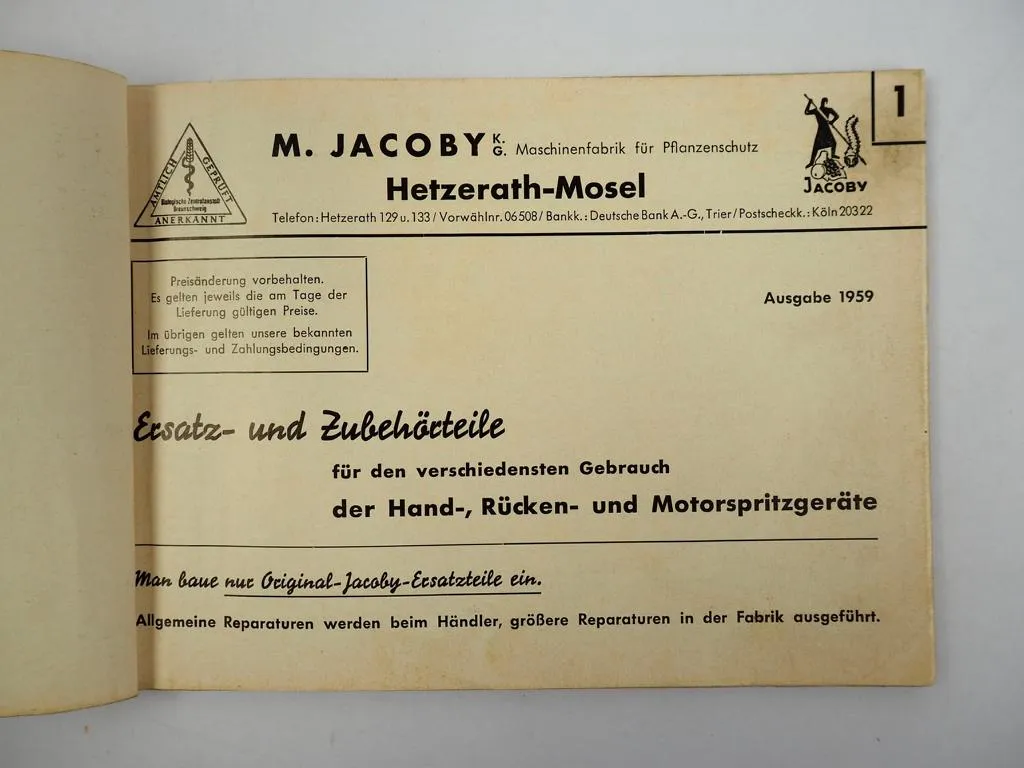 AMTLICH GEPRÜFT
Biologische Zentralanstalt
Braunschweig
ANERKANNT
M. JACOBY K.G. Maschinenfabrik für Pflanzenschutz
Hetzerath-Mosel
Telefon: Hetzerath 129 u. 133 / Vorwählnr. 06508 / Bankk.: Deutsche Bank A.-G., Trier / Postscheckk.: Köln 20322
JACOBY
1
Preisänderung vorbehalten.
Es gelten jeweils die am Tage der
Lieferung gültigen Preise.
Im übrigen gelten unsere bekannten
Lieferungs- und Zahlungsbedingungen.
Ausgabe 1959
Ersatz- und Zubehörteile
für den verschiedensten Gebrauch
der Hand-, Rücken- und Motorspritzgeräte
Man baue nur Original-Jacoby-Ersatzteile ein.
Allgemeine Reparaturen werden beim Händler, größere Reparaturen in der Fabrik ausgeführt.